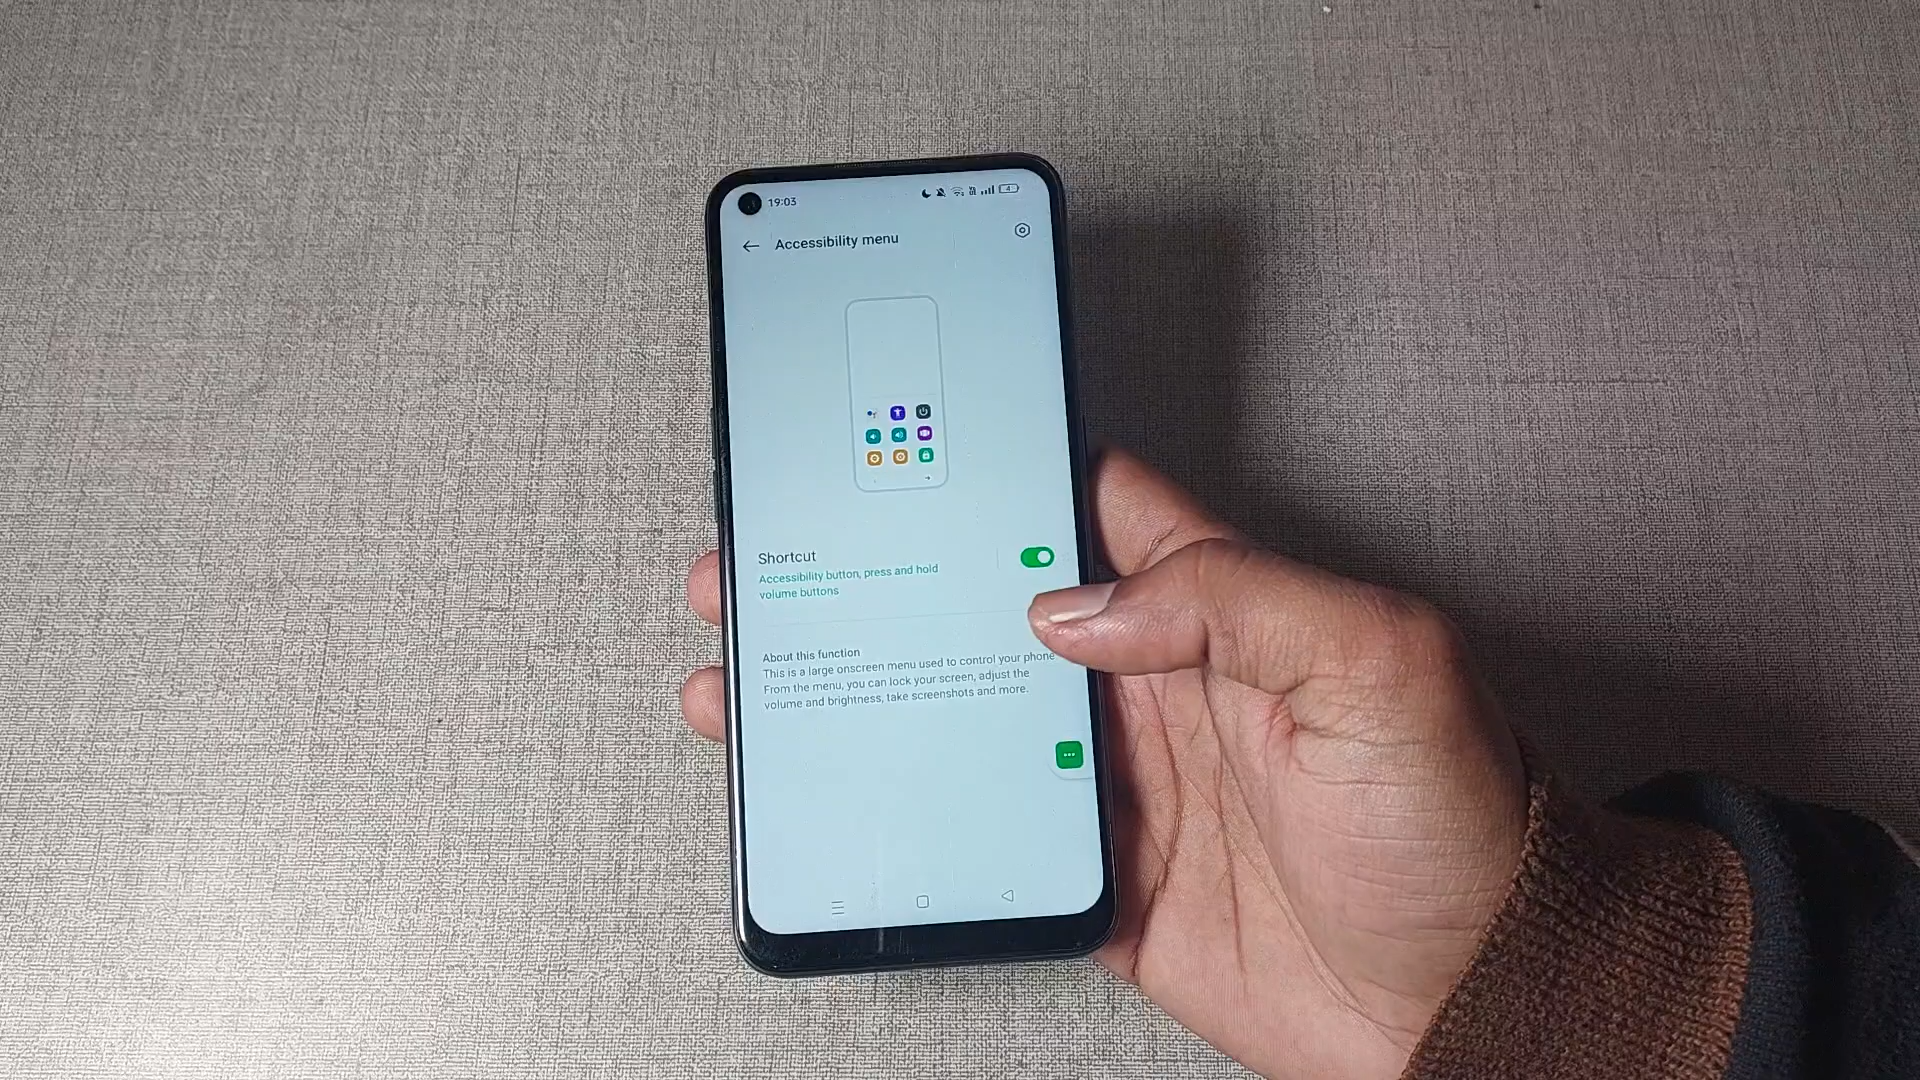 19:03
Accessibility menu
Shortcut
Accessibility button, press and hold
volume buttons
About this function
This is a large onscreen menu used to control your phone
From the menu, you can lock your screen, adjust the
volume and brightness, take screenshots and more.